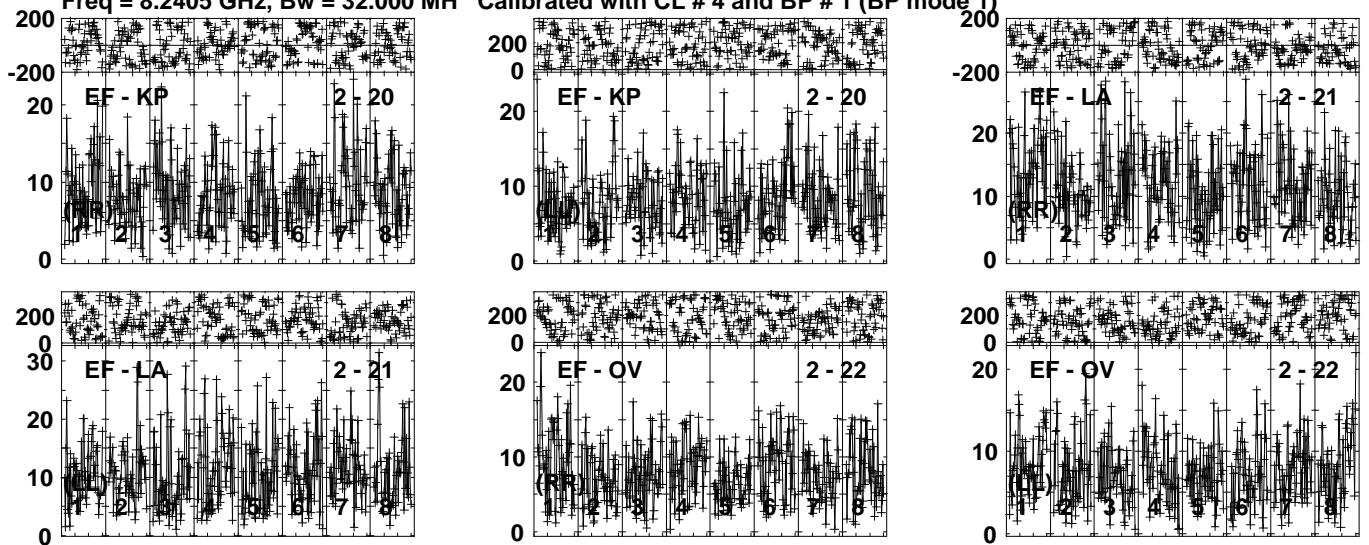 Freq = 8.2405 GHz, Bw = 32.000 MH Calibrated with CL # 4 and BP # 1 (BP mode 1)
200
-200
EF - KP 2 - 20
20
10
0
(RR)
1 2 3 4 5 6 7 8
200
0
EF - KP 2 - 20
20
10
0
(LL)
1 2 3 4 5 6 7 8
200
-200
EF - LA 2 - 21
20
10
0
(RR)
1 2 3 4 5 6 7 8
200
0
EF - LA 2 - 21
30
20
10
0
(LL)
1 2 3 4 5 6 7 8
200
0
EF - OV 2 - 22
20
10
0
(RR)
1 2 3 4 5 6 7 8
200
0
EF - OV 2 - 22
20
10
0
(LL)
1 2 3 4 5 6 7 8